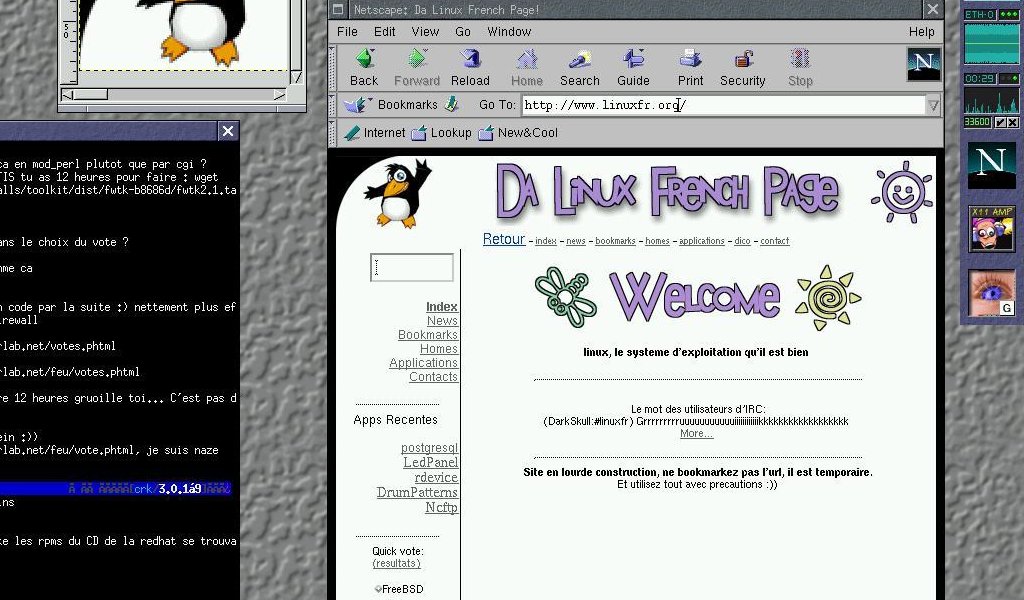 50
ca en mod_perl plutot que par cgi ?
TIS tu as 12 heures pour faire : wget
alls/toolkit/dist/fwtk-b8686d/fwtk2.1.ta
ans le choix du vote ?
mme ca
n code par la suite :) nettement plus ef
irewall
rlab.net/votes.phtml
rlab.net/feu/votes.phtml
re 12 heures gruoille toi... C'est pas d
ein :))
rlab.net/feu/vote.phtml, je suis naze
[crk/3.0.1á9]
ins
ke les rpms du CD de la redhat se trouva
Netscape: Da Linux French Page!
File Edit View Go Window Help
Back Forward Reload Home Search Guide Print Security Stop
N
Bookmarks Go To: http://www.linuxfr.org/
Internet Lookup New&Cool
Da Linux French Page
Retour - index - news - bookmarks - homes - applications - dico - contact
Welcome
Index
News
Bookmarks
Homes
Applications
Contacts
Apps Recentes
postgresql
LedPanel
rdevice
DrumPatterns
Ncftp
Quick vote:
(resultats)
FreeBSD
linux, le systeme d'exploitation qu'il est bien
Le mot des utilisateurs d'IRC:
(DarkSkull:#linuxfr) Grrrrrrrrruuuuuuuuuuiiiiiiiiiiiikkkkkkkkkkkkkkkkk
More...
Site en lourde construction, ne bookmarkez pas l'url, il est temporaire.
Et utilisez tout avec precautions :))
ETH-0
00:29
33600
N
X11 AMP
G